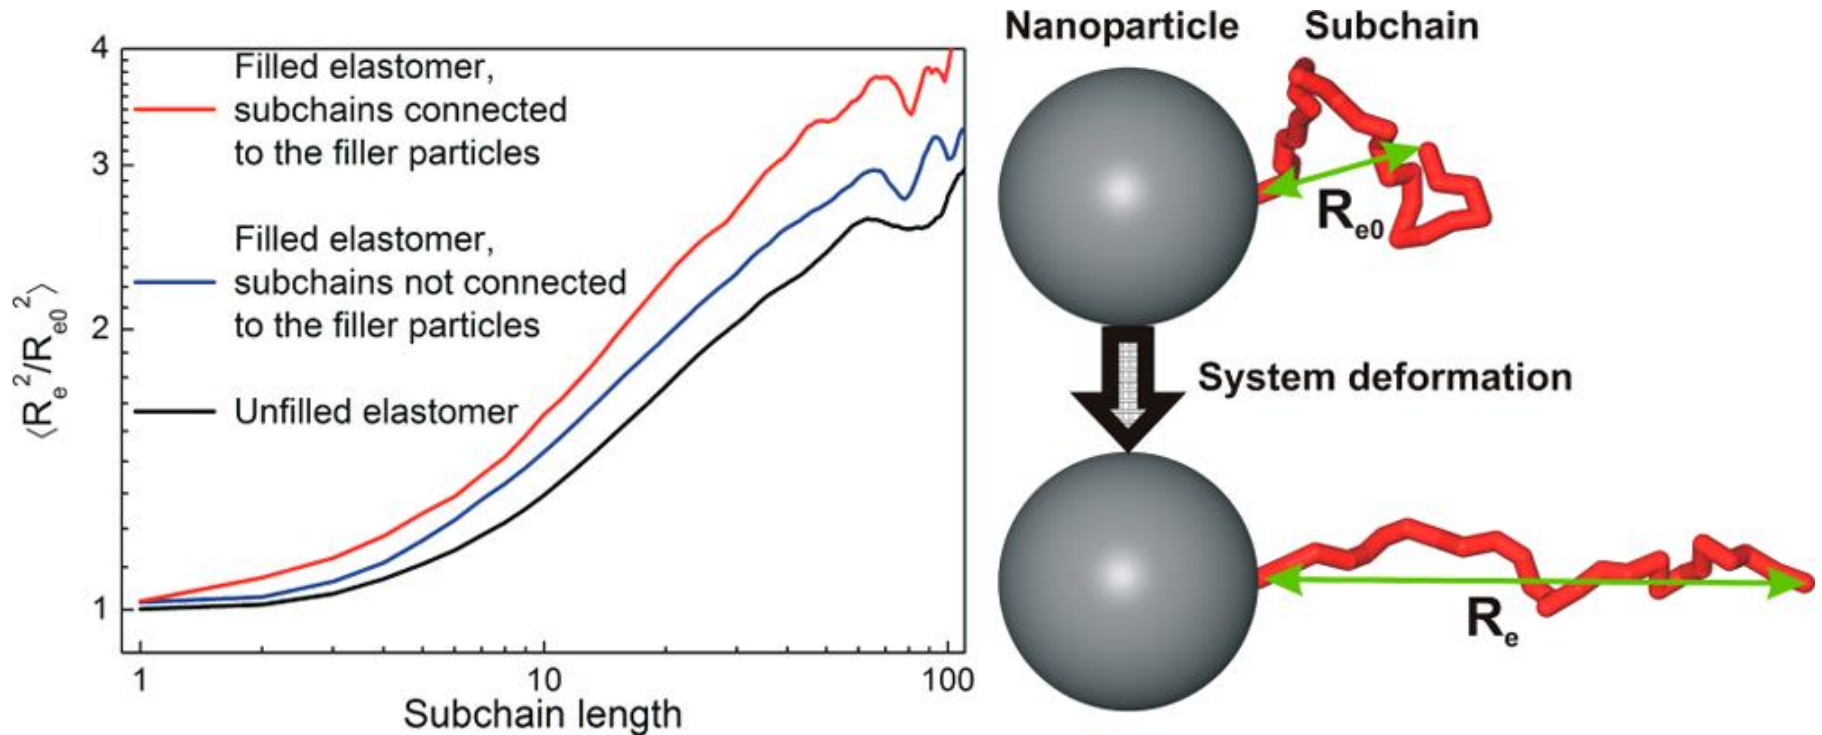 4
3
2
1
⟨Re²/Re0²⟩
Filled elastomer,
subchains connected
to the filler particles
Filled elastomer,
subchains not connected
to the filler particles
Unfilled elastomer
1 10 100
Subchain length
Nanoparticle Subchain
Re0
System deformation
Re